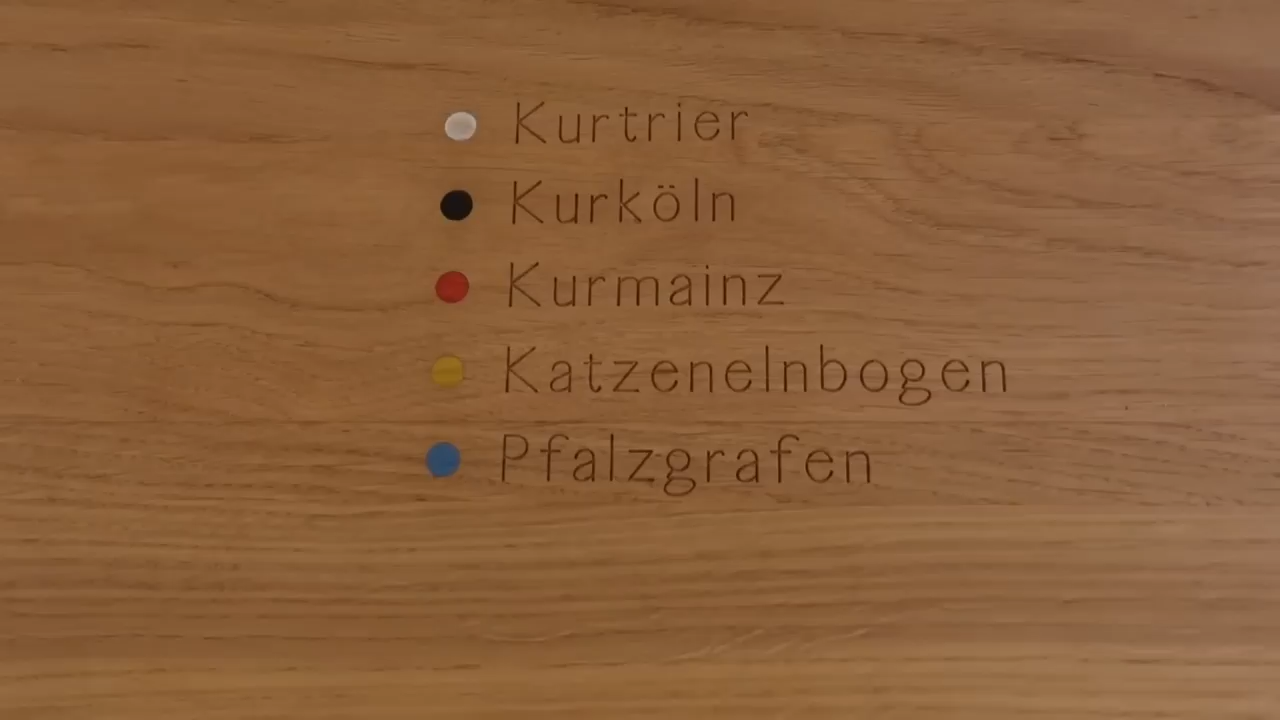 Kurtrier
Kurköln
Kurmainz
Katzenelnbogen
Pfalzgrafen